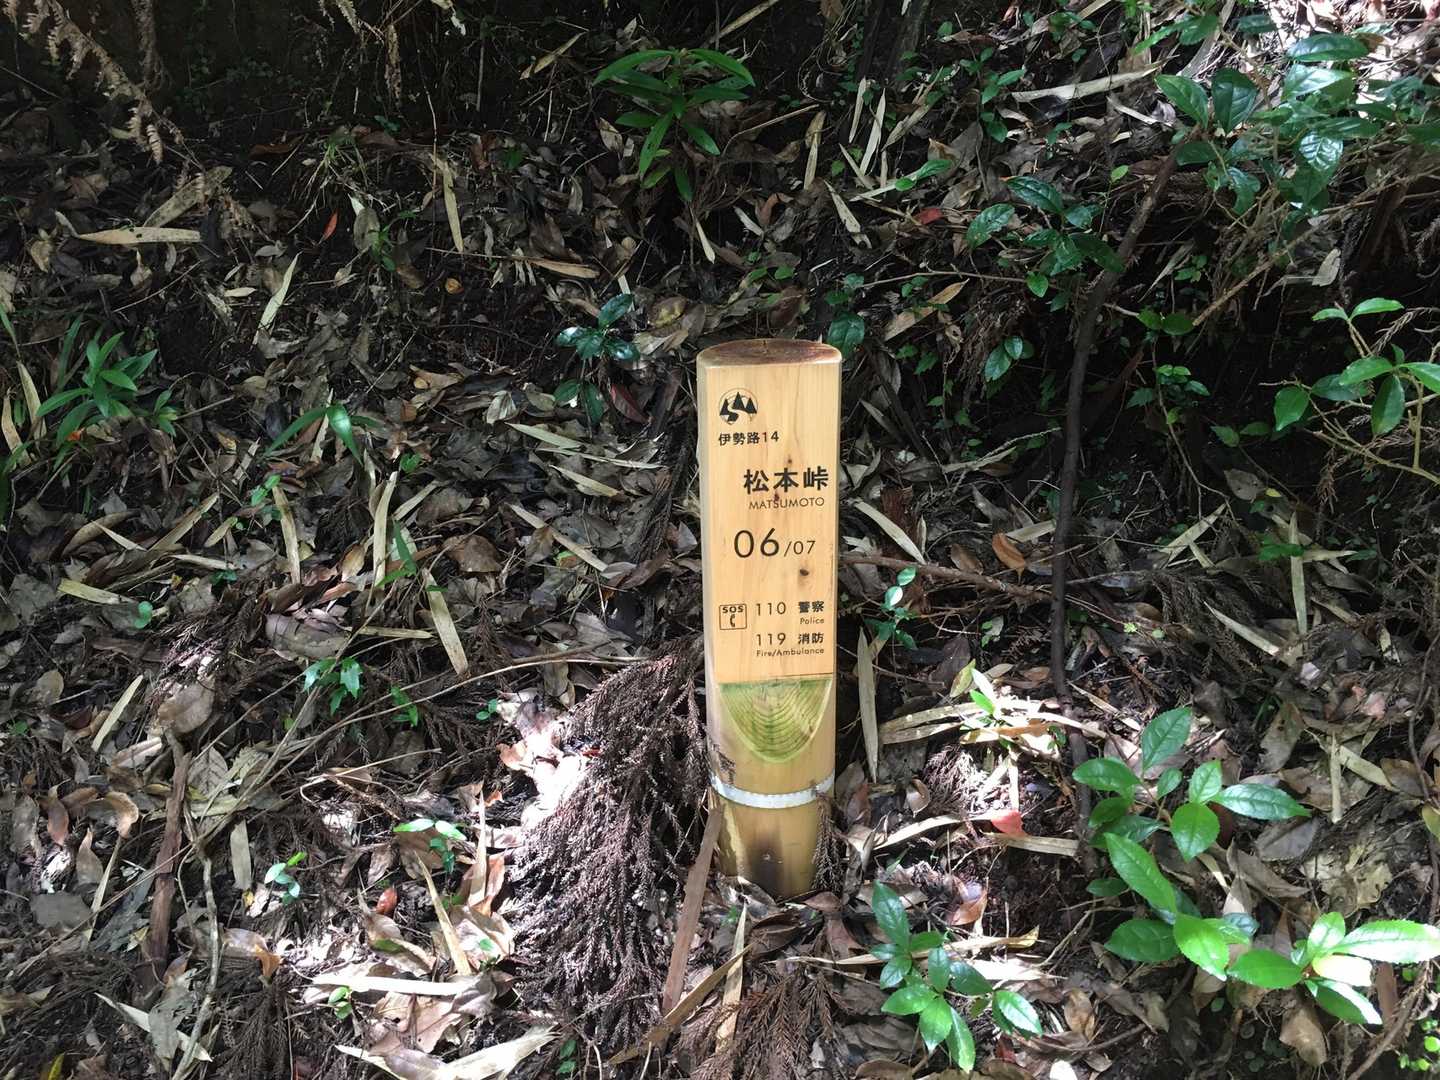 伊勢路14
松本峠
MATSUMOTO
06/07
SOS 110 警察
Police
119 消防
Fire/Ambulance